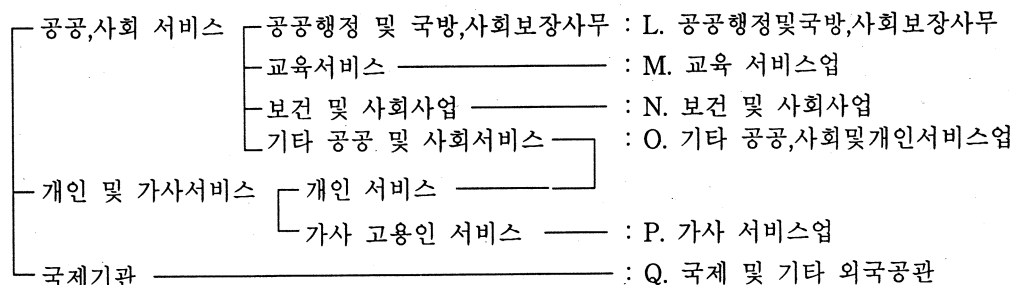 공공,사회 서비스 공공행정 및 국방,사회보장사무 : L. 공공행정및국방,사회보장사무
교육서비스 : M. 교육 서비스업
보건 및 사회사업 : N. 보건 및 사회사업
기타 공공 및 사회서비스 : O. 기타 공공,사회및개인서비스업
개인 및 가사서비스 개인 서비스
가사 고용인 서비스 : P. 가사 서비스업
국제기관 : Q. 국제 및 기타 외국공관